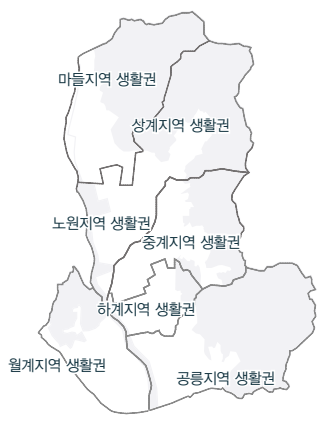 마들지역 생활권
상계지역 생활권
노원지역 생활권
중계지역 생활권
하계지역 생활권
월계지역 생활권
공릉지역 생활권